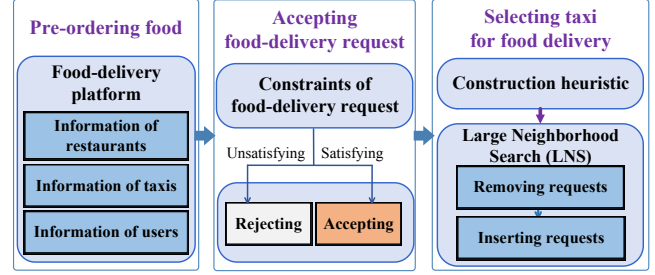 Pre-ordering food
Food-delivery
platform
Information of
restaurants
Information of taxis
Information of users
Accepting
food-delivery request
Constraints of
food-delivery request
Unsatisfying Satisfying
Rejecting Accepting
Selecting taxi
for food delivery
Construction heuristic
Large Neighborhood
Search (LNS)
Removing requests
Inserting requests